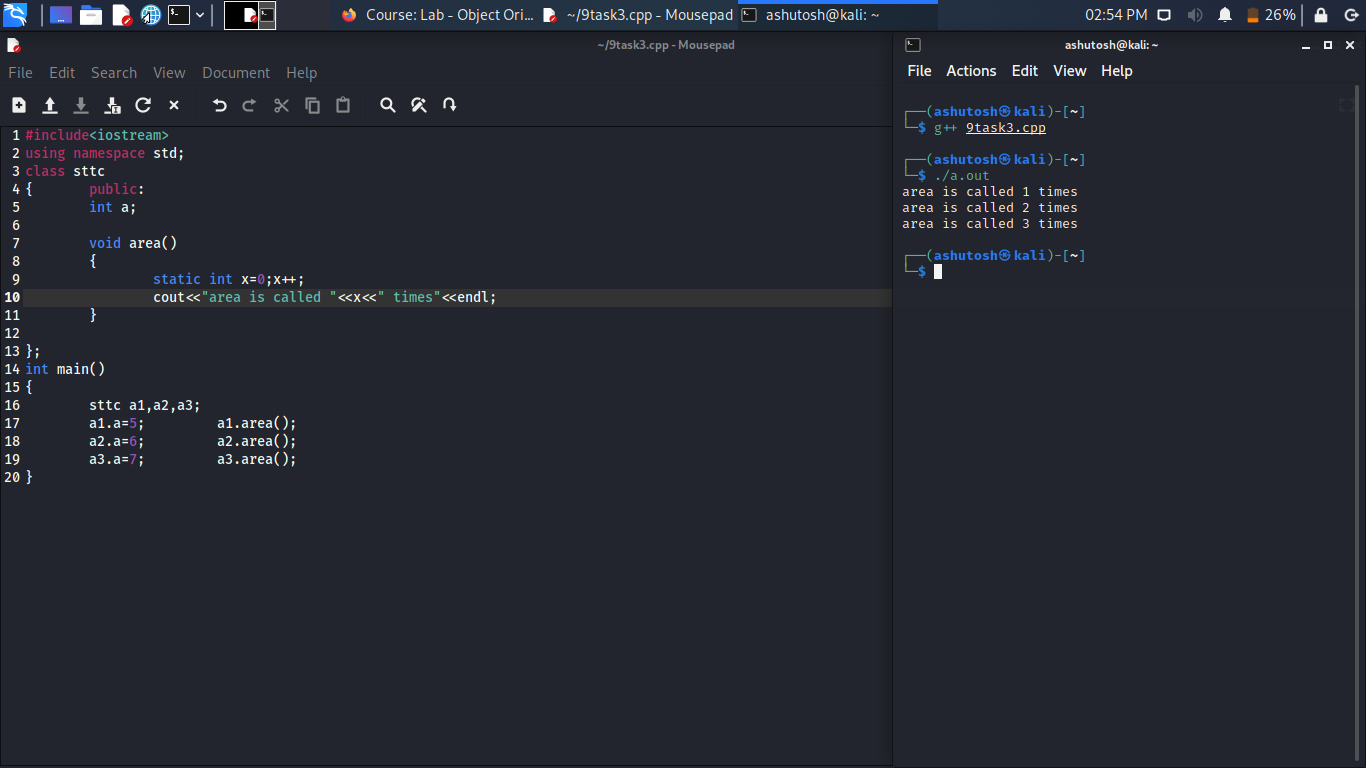 Course: Lab - Object Ori... ~/9task3.cpp - Mousepad ashutosh@kali: ~ 02:54 PM 26%
~/9task3.cpp - Mousepad
File Edit Search View Document Help
1 #include<iostream>
2 using namespace std;
3 class sttc
4 {       public:
5         int a;
6
7         void area()
8         {
9                 static int x=0;x++;
10                 cout<<"area is called "<<x<<" times"<<endl;
11         }
12
13 };
14 int main()
15 {
16         sttc a1,a2,a3;
17         a1.a=5;         a1.area();
18         a2.a=6;         a2.area();
19         a3.a=7;         a3.area();
20 }
ashutosh@kali: ~
File Actions Edit View Help
┌──(ashutosh㉿kali)-[~]
└─$ g++ 9task3.cpp
┌──(ashutosh㉿kali)-[~]
└─$ ./a.out
area is called 1 times
area is called 2 times
area is called 3 times
┌──(ashutosh㉿kali)-[~]
└─$